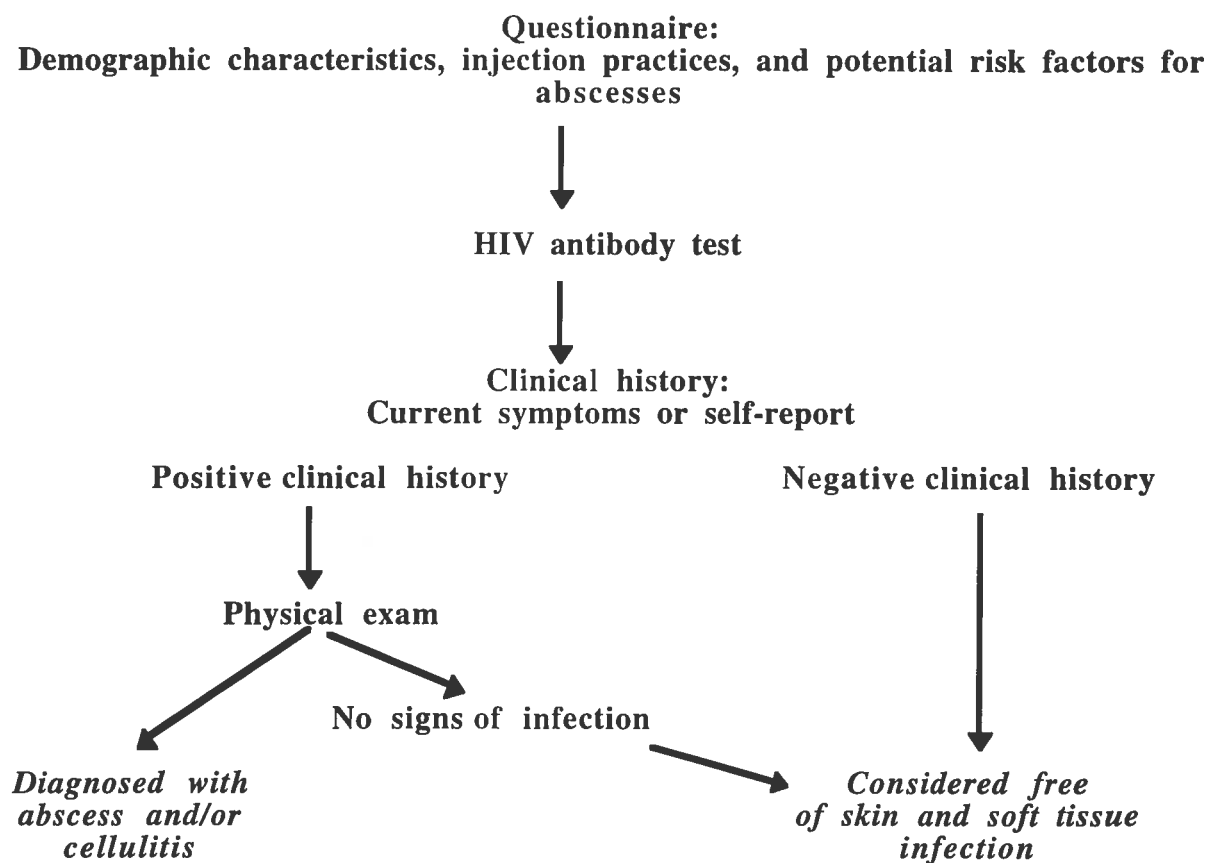 Questionnaire:
Demographic characteristics, injection practices, and potential risk factors for
abscesses
HIV antibody test
Clinical history:
Current symptoms or self-report
Positive clinical history
Negative clinical history
Physical exam
No signs of infection
Diagnosed with
abscess and/or
cellulitis
Considered free
of skin and soft tissue
infection